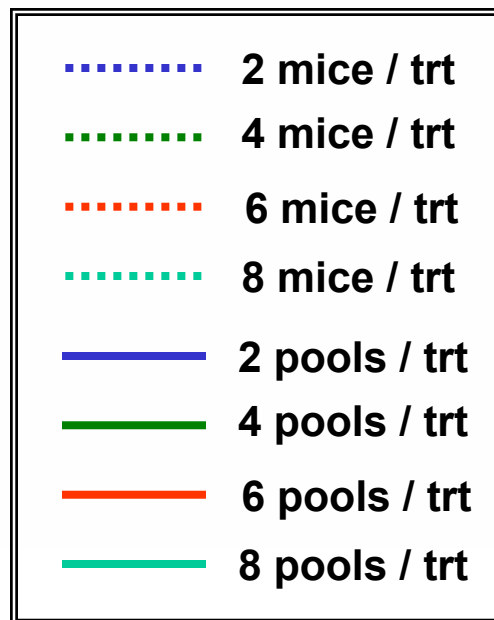 2 mice / trt
4 mice / trt
6 mice / trt
8 mice / trt
2 pools / trt
4 pools / trt
6 pools / trt
8 pools / trt